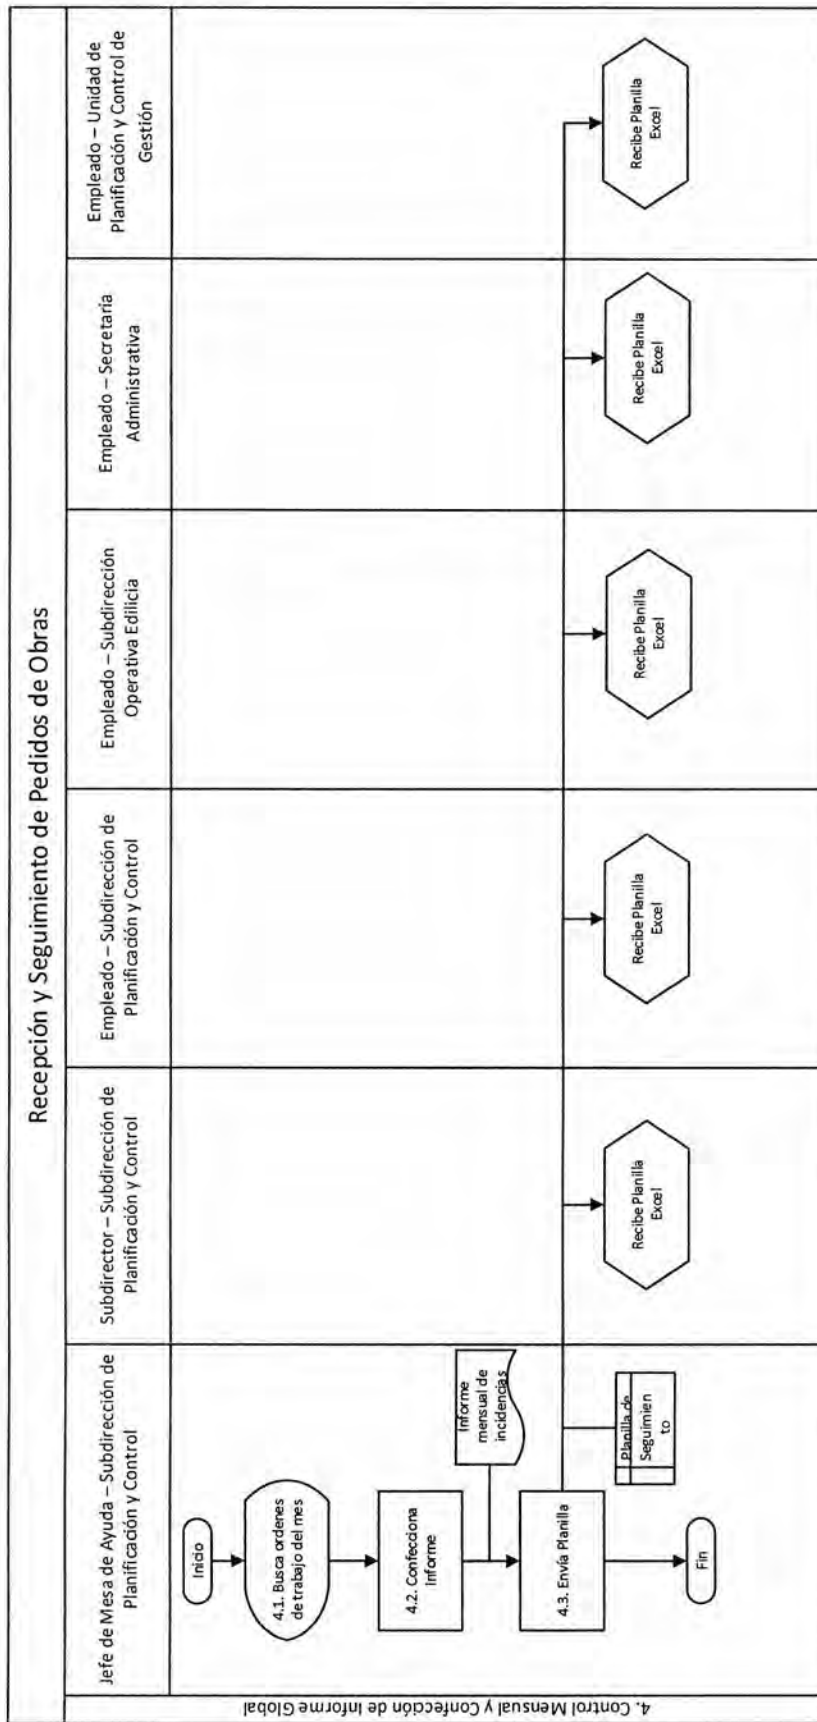 Recepción y Seguimiento de Pedidos de Obras
Jefe de Mesa de Ayuda – Subdirección de
Planificación y Control
Subdirector – Subdirección de
Planificación y Control
Empleado – Subdirección de
Planificación y Control
Empleado – Subdirección
Operativa Edilicia
Empleado – Secretaria
Administrativa
Empleado – Unidad de
Planificación y Control de
Gestión
4. Control Mensual y Confección de Informe Global
Inicio
4.1. Busca ordenes
de trabajo del mes
4.2. Confecciona
Informe
Informe
mensual de
incidencias
4.3. Envía Planilla
Planilla de
Seguimien
to
Fin
Recibe Planilla
Excel
Recibe Planilla
Excel
Recibe Planilla
Excel
Recibe Planilla
Excel
Recibe Planilla
Excel